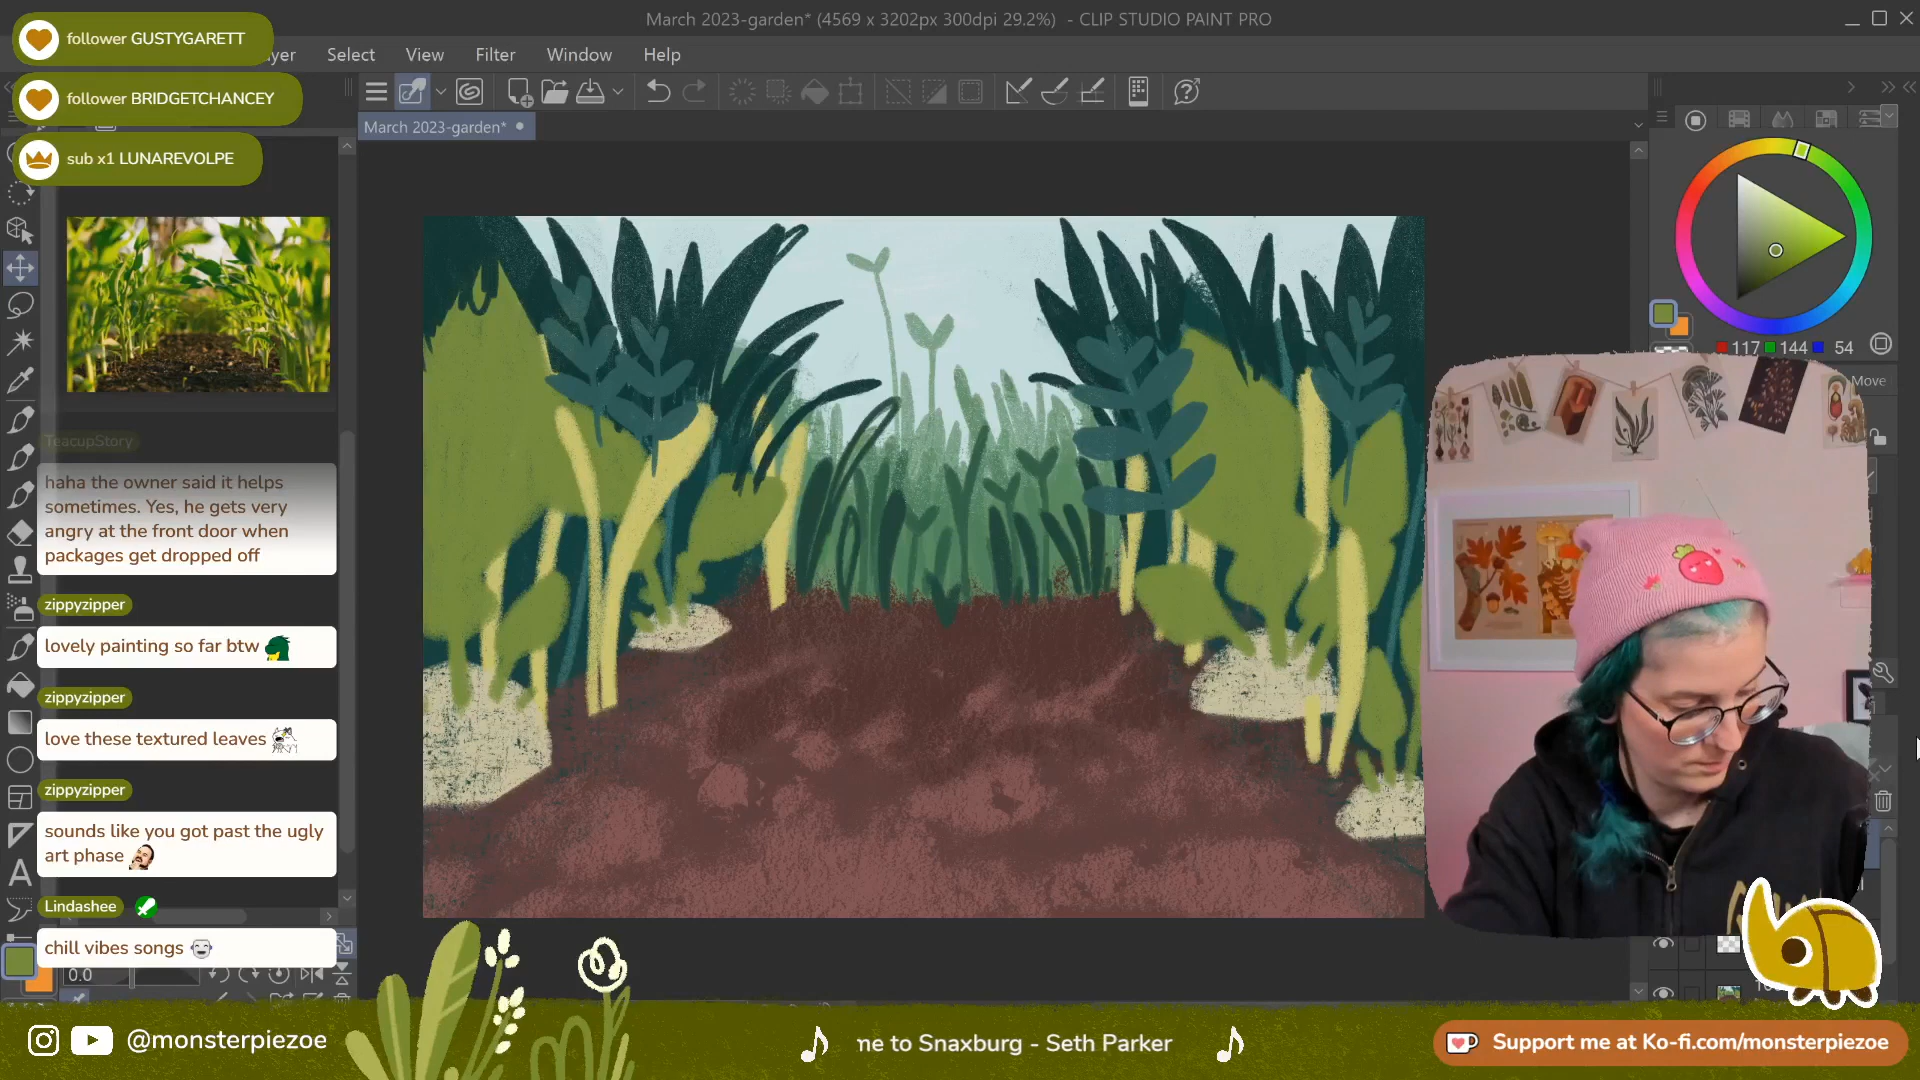 March 2023-garden* (4569 x 3202px 300dpi 29.2%) - CLIP STUDIO PAINT PRO
follower GUSTYGARETT
Select View Filter Window Help
follower BRIDGETCHANCEY
March 2023-garden*
sub x1 LUNAREVOLPE
117 144 54
Move
TeacupStory
haha the owner said it helps
sometimes. Yes, he gets very
angry at the front door when
packages get dropped off
zippyzipper
lovely painting so far btw
zippyzipper
love these textured leaves
zippyzipper
sounds like you got past the ugly
art phase
Lindashee
chill vibes songs
0.0
@monsterpiezoe
me to Snaxburg - Seth Parker
Support me at Ko-fi.com/monsterpiezoe